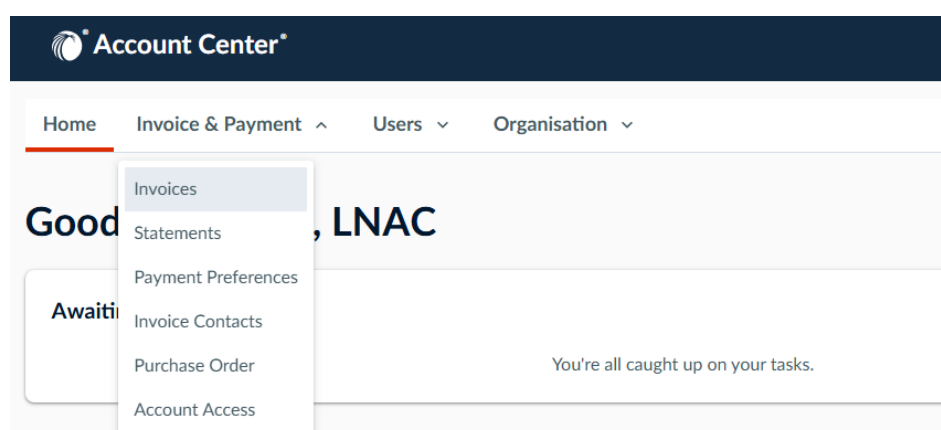 Account Center®
Home Invoice & Payment Users Organisation
Invoices
Good , LNAC
Statements
Payment Preferences
Awaiti
Invoice Contacts
Purchase Order
You're all caught up on your tasks.
Account Access